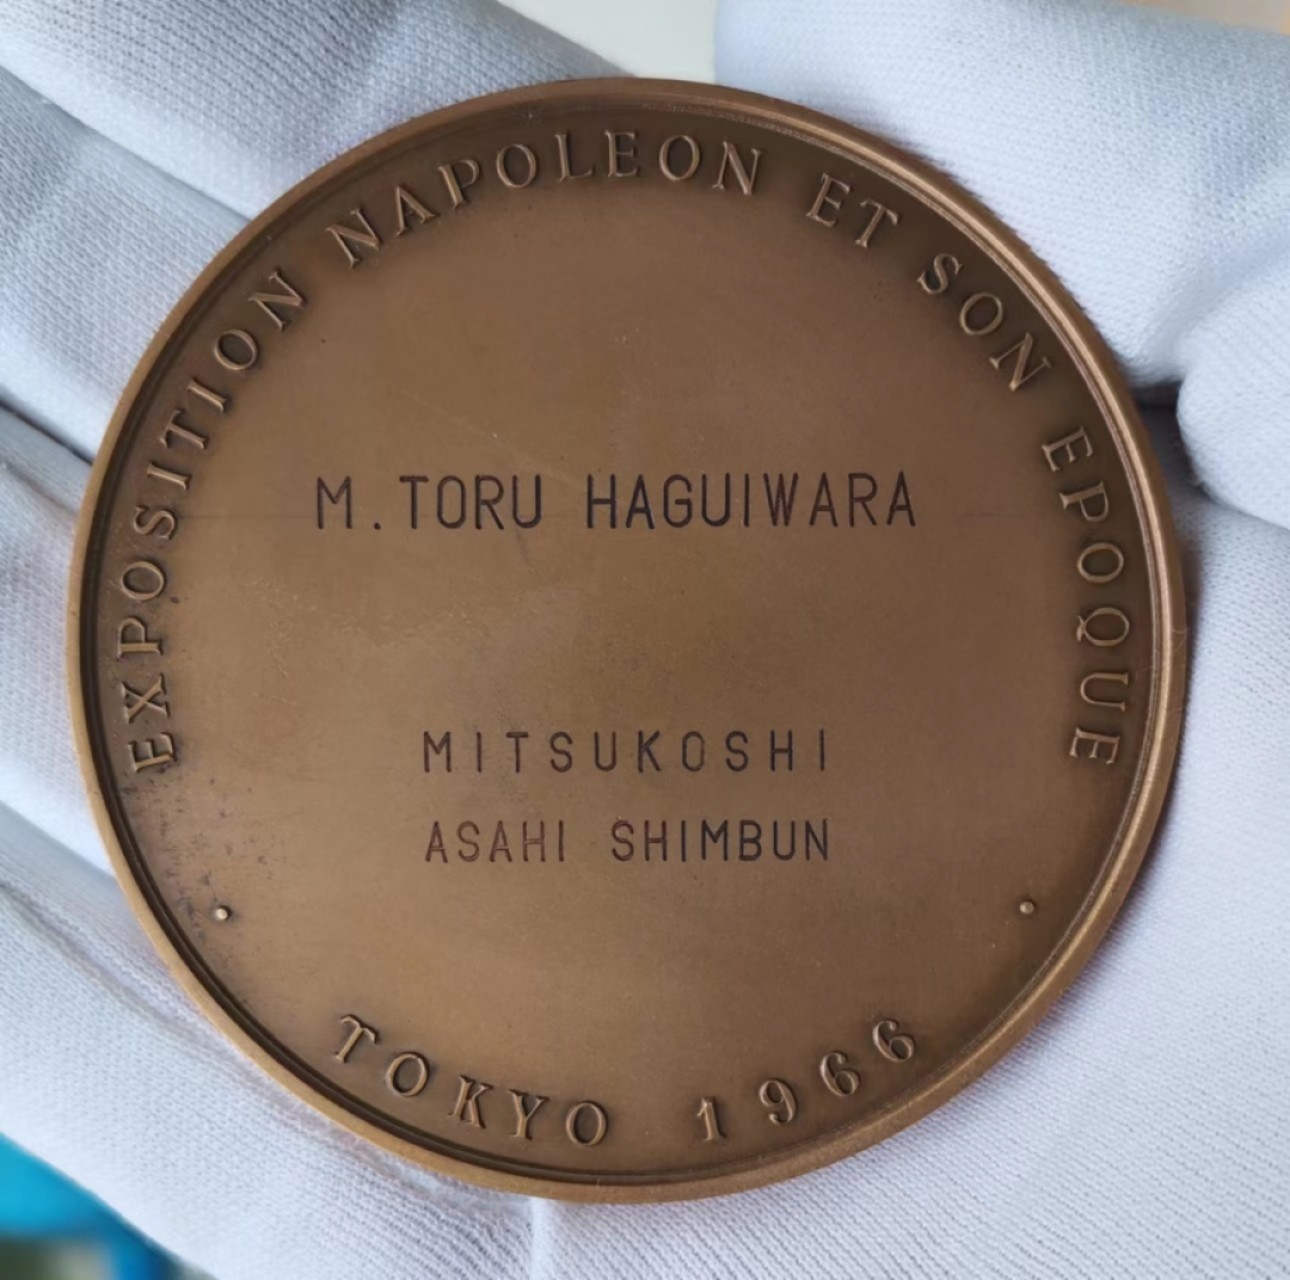 EXPOSITION NAPOLEON ET SON EPOQUE
M. TORU HAGUIWARA
MITSUKOSHI
ASAHI SHIMBUN
TOKYO 1966